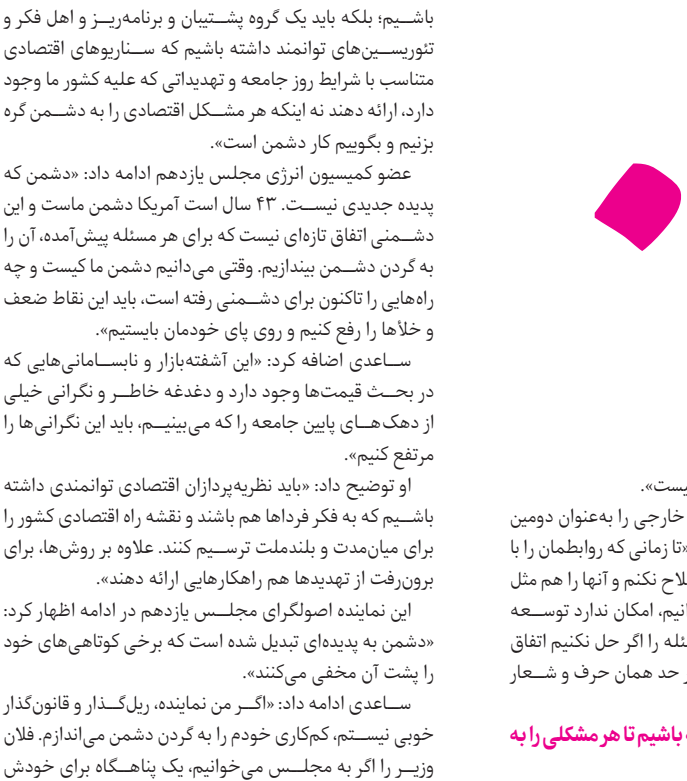 باشیم؛ بلکه باید یک گروه پشتیبان و برنامه‌ریز و اهل فکر و
تئوریسین‌های توانمند داشته باشیم که سناریوهای اقتصادی
متناسب با شرایط روز جامعه و تهدیداتی که علیه کشور ما وجود
دارد، ارائه دهند نه اینکه هر مشکل اقتصادی را به دشمن گره
بزنیم و بگوییم کار دشمن است».
عضو کمیسیون انرژی مجلس یازدهم ادامه داد: «دشمن که
پدیده جدیدی نیست. ۴۳ سال است آمریکا دشمن ماست و این
دشمنی اتفاق تازه‌ای نیست که برای هر مسئله پیش‌آمده، آن را
به گردن دشمن بیندازیم. وقتی می‌دانیم دشمن ما کیست و چه
راه‌هایی را تاکنون برای دشمنی رفته است، باید این نقاط ضعف
و خلأها را رفع کنیم و روی پای خودمان بایستیم».
ساعدی اضافه کرد: «این آشفته‌بازار و نابسامانی‌هایی که
در بحث قیمت‌ها وجود دارد و دغدغه خاطر و نگرانی خیلی
از دهک‌های پایین جامعه را که می‌بینیم، باید این نگرانی‌ها را
مرتفع کنیم».
او توضیح داد: «باید نظریه‌پردازان اقتصادی توانمندی داشته
باشیم که به فکر فرداها هم باشند و نقشه راه اقتصادی کشور را
برای میان‌مدت و بلندملت ترسیم کنند. علاوه بر روش‌ها، برای
برون‌رفت از تهدیدها هم راهکارهایی ارائه دهند».
این نماینده اصولگرای مجلس یازدهم در ادامه اظهار کرد:
«دشمن به پدیده‌ای تبدیل شده است که برخی کوتاهی‌های خود
را پشت آن مخفی می‌کنند».
ساعدی ادامه داد: «اگر من نماینده، ریل‌گذار و قانون‌گذار
خوبی نیستم، کم‌کاری خودم را به گردن دشمن می‌اندازم. فلان
وزیر را اگر به مجلس می‌خوانیم، یک پناهگاه برای خودش
خارجی را به‌عنوان دومین
«تا زمانی که روابطمان را با
نکنم و آنها را هم مثل
امکان ندارد توسعه
را اگر حل نکنیم اتفاق
حد همان حرف و شعار
باشیم تا هر مشکلی را به